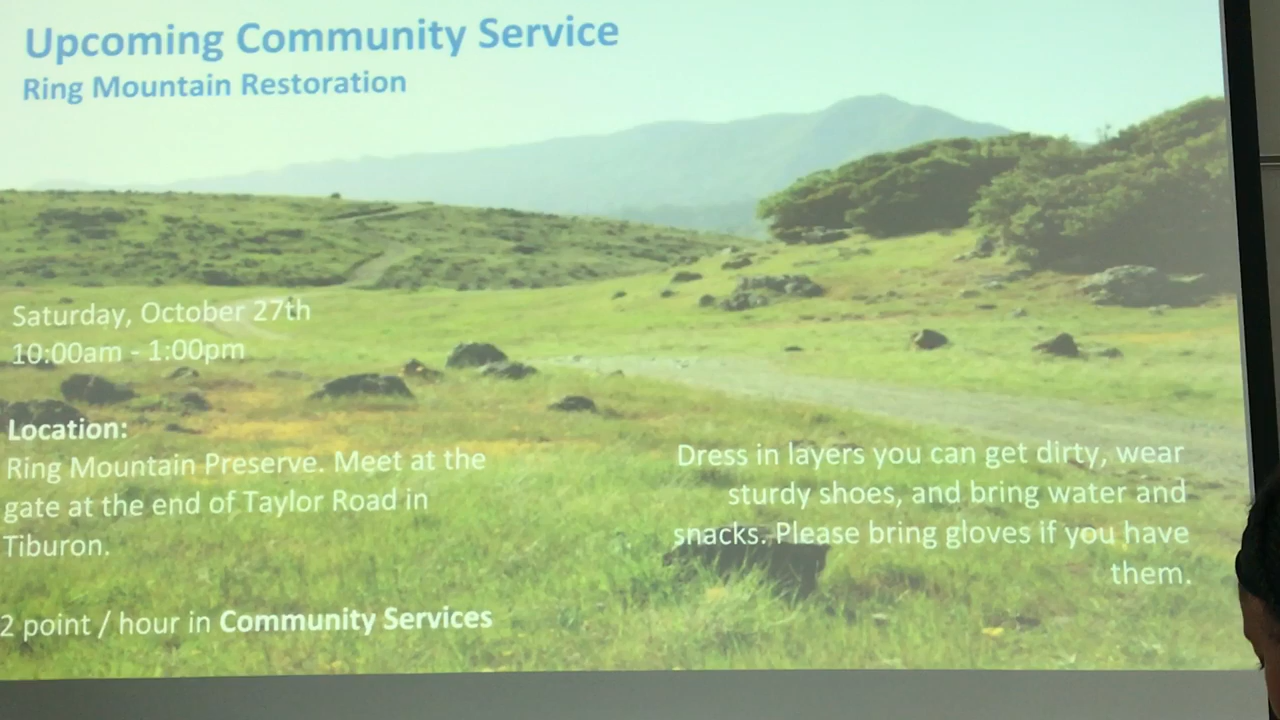 Upcoming Community Service
Ring Mountain Restoration
Saturday, October 27th
10:00am - 1:00pm
Location:
Ring Mountain Preserve. Meet at the
gate at the end of Taylor Road in
Tiburon.
2 point / hour in Community Services
Dress in layers you can get dirty, wear
sturdy shoes, and bring water and
snacks. Please bring gloves if you have
them.